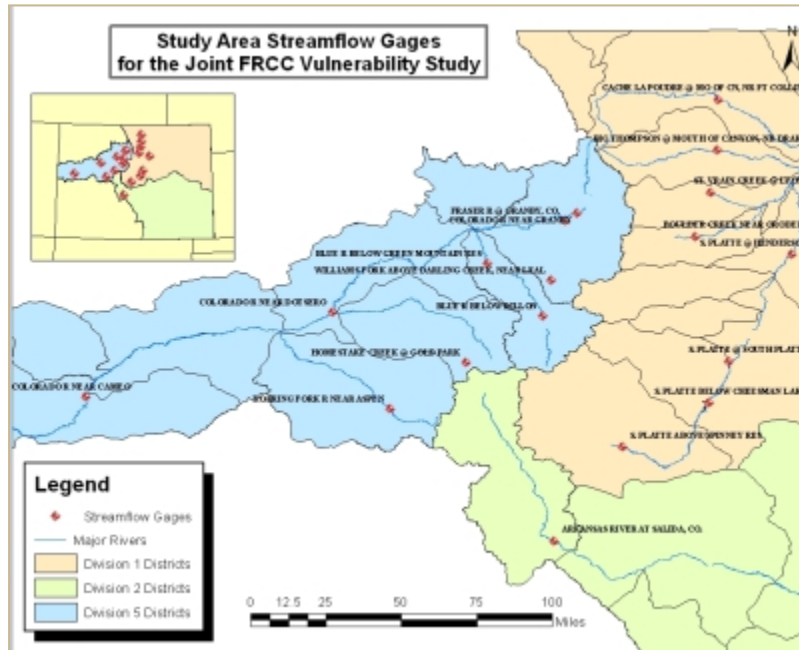 Study Area Streamflow Gages
for the Joint FRCC Vulnerability Study
N
CACHE LA POUDRE @ MO OF CN, NR FT COLLIN
BIG THOMPSON @ MOUTH OF CANYON, NR DRAK
ST. VRAIN CREEK @ LYON
BOULDER CREEK NEAR ORODE
S. PLATTE @ HENDERSO
FRASER R @ GRANBY, CO.
COLORADO R NEAR GRANBY
BLUE R BELOW GREEN MOUNTAIN RES
WILLIAMS FORK ABOVE DARLING CREEK, NEAR LEAL
COLORADO R NEAR DOTSERO
BLUE R BELOW DILLON
HOMESTAKE CREEK @ GOLD PARK
S. PLATTE @ SOUTH PLATT
COLORADO R NEAR CAMEO
ROARING FORK R NEAR ASPEN
S. PLATTE BELOW CHEESMAN LAK
S. PLATTE ABOVE SPINNEY RES.
ARKANSAS RIVER AT SALIDA, CO.
Legend
Streamflow Gages
Major Rivers
Division 1 Districts
Division 2 Districts
Division 5 Districts
0 12.5 25 50 75 100
Miles